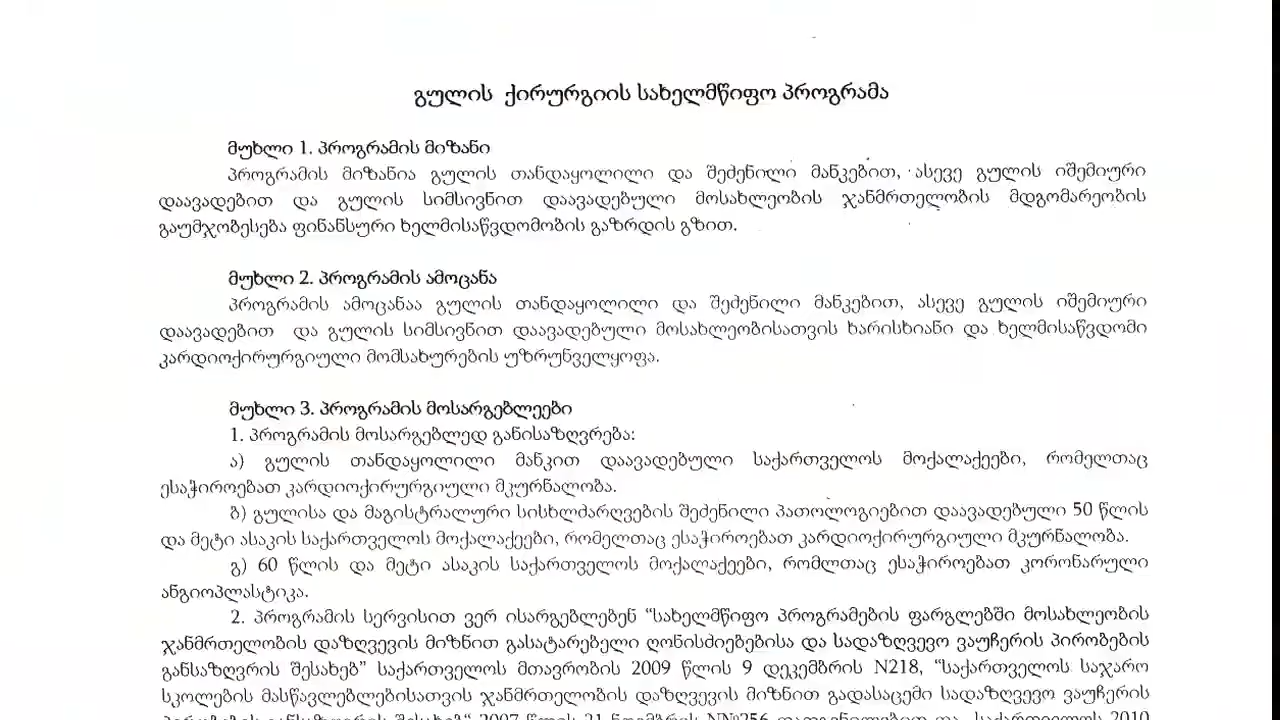 გულის ქირურგიის სახელმწიფო პროგრამა
მუხლი 1. პროგრამის მიზანი
პროგრამის მიზანია გულის თანდაყოლილი და შეძენილი მანკებით, ასევე გულის იშემიური
დაავადებით და გულის სიმსივნით დაავადებული მოსახლეობის ჯანმრთელობის მდგომარეობის
გაუმჯობესება ფინანსური ხელმისაწვდომობის გაზრდის გზით.
მუხლი 2. პროგრამის ამოცანა
პროგრამის ამოცანაა გულის თანდაყოლილი და შეძენილი მანკებით, ასევე გულის იშემიური
დაავადებით და გულის სიმსივნით დაავადებული მოსახლეობისათვის ხარისხიანი და ხელმისაწვდომი
კარდიოქირურგიული მომსახურების უზრუნველყოფა.
მუხლი 3. პროგრამის მოსარგებლეები
1. პროგრამის მოსარგებლედ განისაზღვრება:
ა) გულის თანდაყოლილი მანკით დაავადებული საქართველოს მოქალაქეები, რომელთაც
ესაჭიროებათ კარდიოქირურგიული მკურნალობა.
ბ) გულისა და მაგისტრალური სისხლძარღვების შეძენილი პათოლოგიებით დაავადებული 50 წლის
და მეტი ასაკის საქართველოს მოქალაქეები, რომელთაც ესაჭიროებათ კარდიოქირურგიული მკურნალობა.
გ) 60 წლის და მეტი ასაკის საქართველოს მოქალაქეები, რომლთაც ესაჭიროებათ კორონარული
ანგიოპლასტიკა.
2. პროგრამის სერვისით ვერ ისარგებლებენ “სახელმწიფო პროგრამების ფარგლებში მოსახლეობის
ჯანმრთელობის დაზღვევის მიზნით გასატარებელი ღონისძიებებისა და სადაზღვევო ვაუჩერის პირობების
განსაზღვრის შესახებ” საქართველოს მთავრობის 2009 წლის 9 დეკემბრის N218, “საქართველოს საჯარო
სკოლების მასწავლებლებისათვის ჯანმრთელობის დაზღვევის მიზნით გადასაცემი სადაზღვევო ვაუჩერის